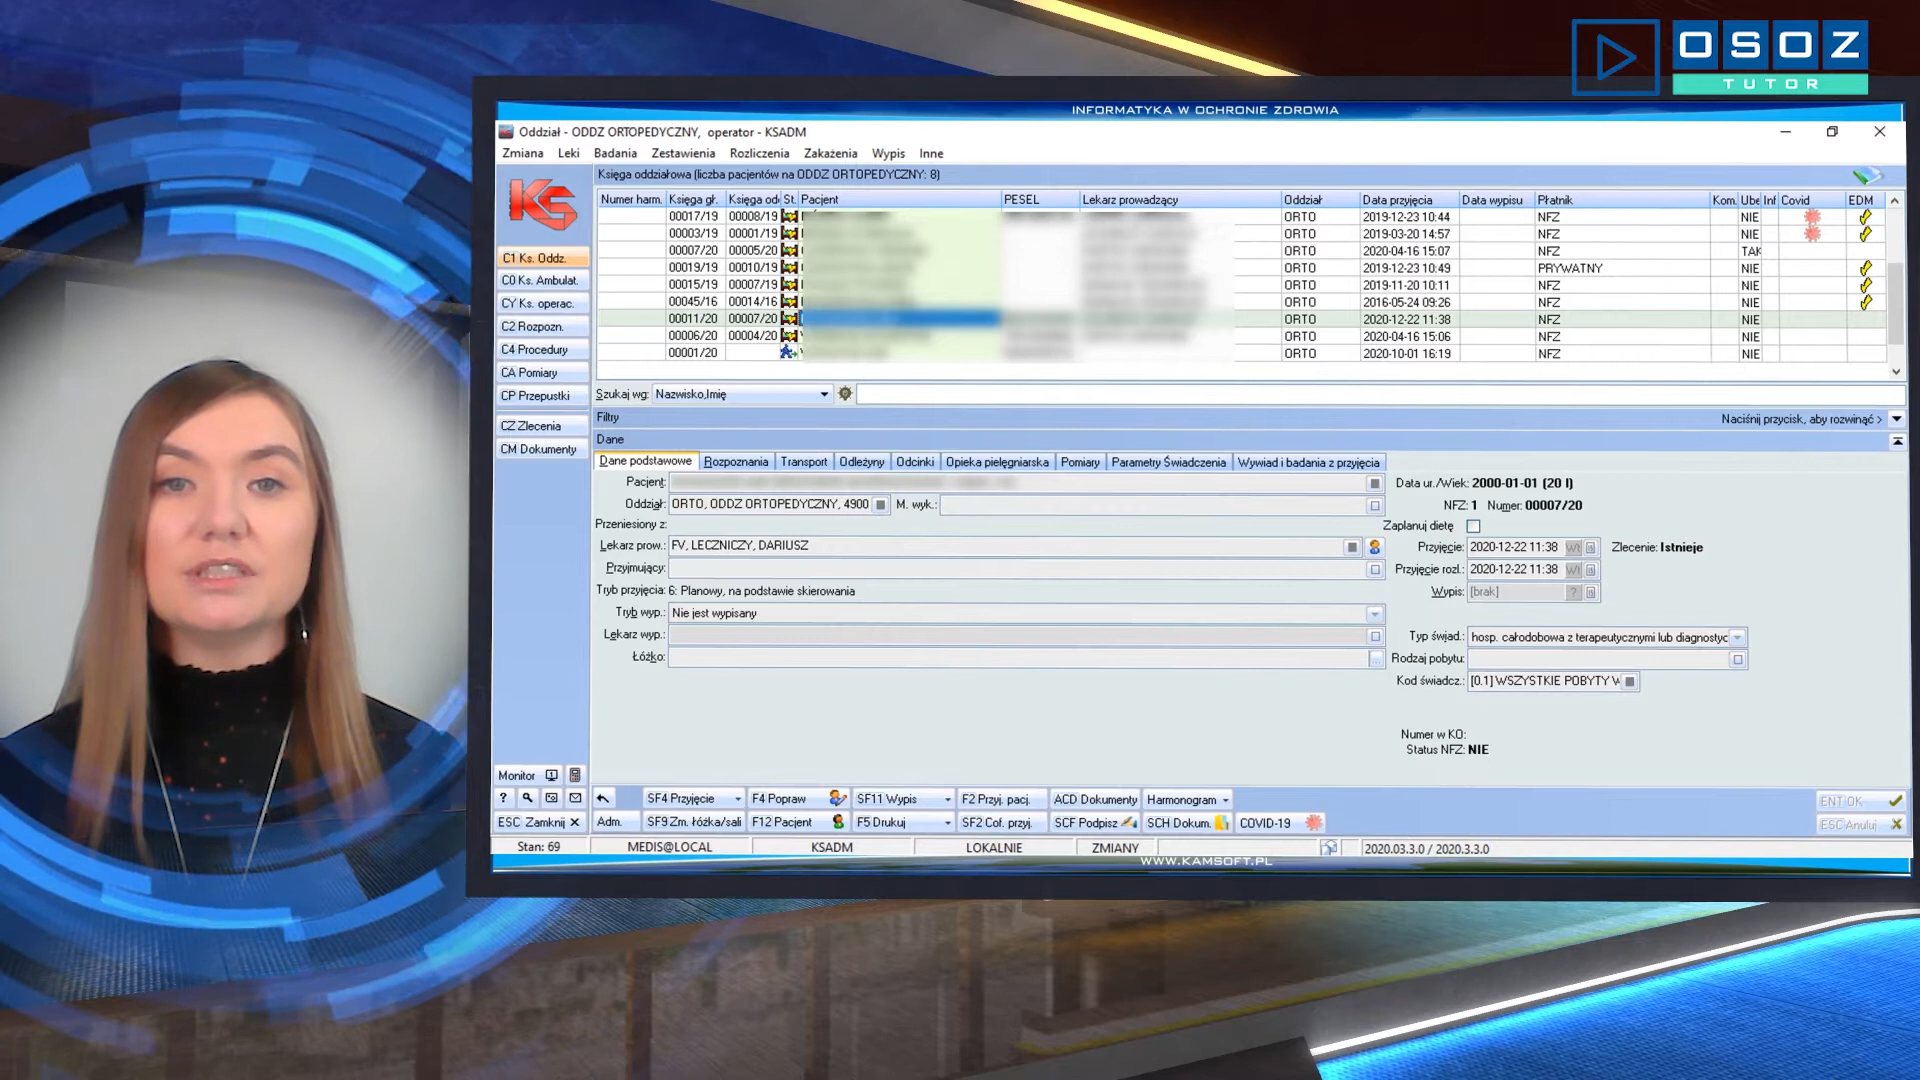 OSOZ
TUTOR
INFORMATYKA W OCHRONIE ZDROWIA
Oddział - ODDZ ORTOPEDYCZNY, operator - KSADM
Zmiana Leki Badania Zestawienia Rozliczenia Zakażenia Wypis Inne
Księga oddziałowa (liczba pacjentów na ODDZ ORTOPEDYCZNY: 8)
KS
Numer harm. Księga gł. Księga od St. Pacjent PESEL Lekarz prowadzący Oddział Data przyjęcia Data wypisu Płatnik Kom. Ube Inf Covid EDM
00017/19 00008/19 ORTO 2019-12-23 10:44 NFZ NIE
00003/19 00001/19 ORTO 2019-03-20 14:57 NFZ NIE
00007/20 00005/20 ORTO 2020-04-16 15:07 NFZ TAK
00019/19 00010/19 ORTO 2019-12-23 10:49 PRYWATNY NIE
00015/19 00007/19 ORTO 2019-11-20 10:11 NFZ NIE
00045/16 00014/16 ORTO 2016-05-24 09:26 NFZ NIE
00011/20 00007/20 ORTO 2020-12-22 11:38 NFZ NIE
00006/20 00004/20 ORTO 2020-04-16 15:06 NFZ NIE
00001/20 ORTO 2020-10-01 16:19 NFZ NIE
C1 Ks. Oddz.
C0 Ks. Ambulat.
CY Ks. operac.
C2 Rozpozn.
C4 Procedury
CA Pomiary
CP Przepustki
CZ Zlecenia
CM Dokumenty
Szukaj wg: Nazwisko,Imię
Filtry Naciśnij przycisk, aby rozwinąć >
Dane
Dane podstawowe Rozpoznania Transport Odleżyny Odcinki Opieka pielęgniarska Pomiary Parametry Świadczenia Wywiad i badania z przyjęcia
Pacjent: Data ur./Wiek: 2000-01-01 (20 l)
Oddział: ORTO, ODDZ ORTOPEDYCZNY, 4900 M. wyk.: NFZ: 1 Numer: 00007/20
Przeniesiony z: Zaplanuj dietę
Lekarz prow.: FV, LECZNICZY, DARIUSZ Przyjęcie: 2020-12-22 11:38 Wt Zlecenie: Istnieje
Przyjmujący: Przyjęcie rozl.: 2020-12-22 11:38 Wt
Tryb przyjęcia: 6: Planowy, na podstawie skierowania Wypis: [brak] ?
Tryb wyp.: Nie jest wypisany
Lekarz wyp.: Typ świad.: hosp. całodobowa z terapeutycznymi lub diagnostyc
Łóżko: Rodzaj pobytu:
Kod świadcz.: [0.1] WSZYSTKIE POBYTY W
Numer w KO:
Status NFZ: NIE
Monitor
? SF4 Przyjęcie F4 Popraw SF11 Wypis F2 Przyj. pacj. ACD Dokumenty Harmonogram ENT OK
ESC Zamknij Adm. SF9 Zm. łóżka/sali F12 Pacjent F5 Drukuj SF2 Cof. przyj. SCF Podpisz SCH Dokum. COVID-19 ESC Anuluj
Stan: 69 MEDIS@LOCAL KSADM LOKALNIE ZMIANY 2020.03.3.0 / 2020.3.3.0
WWW.KAMSOFT.PL